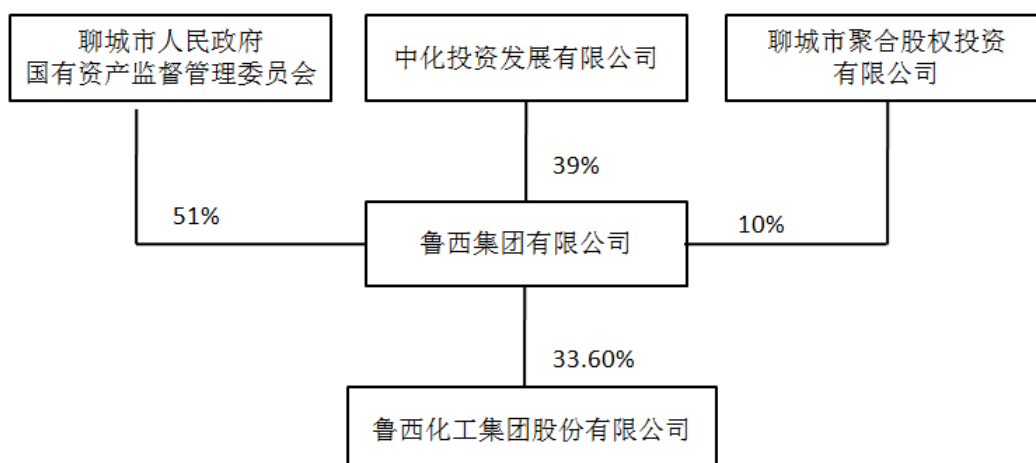 聊城市人民政府
国有资产监督管理委员会
中化投资发展有限公司
聊城市聚合股权投资
有限公司
39%
51%
10%
鲁西集团有限公司
33.60%
鲁西化工集团股份有限公司